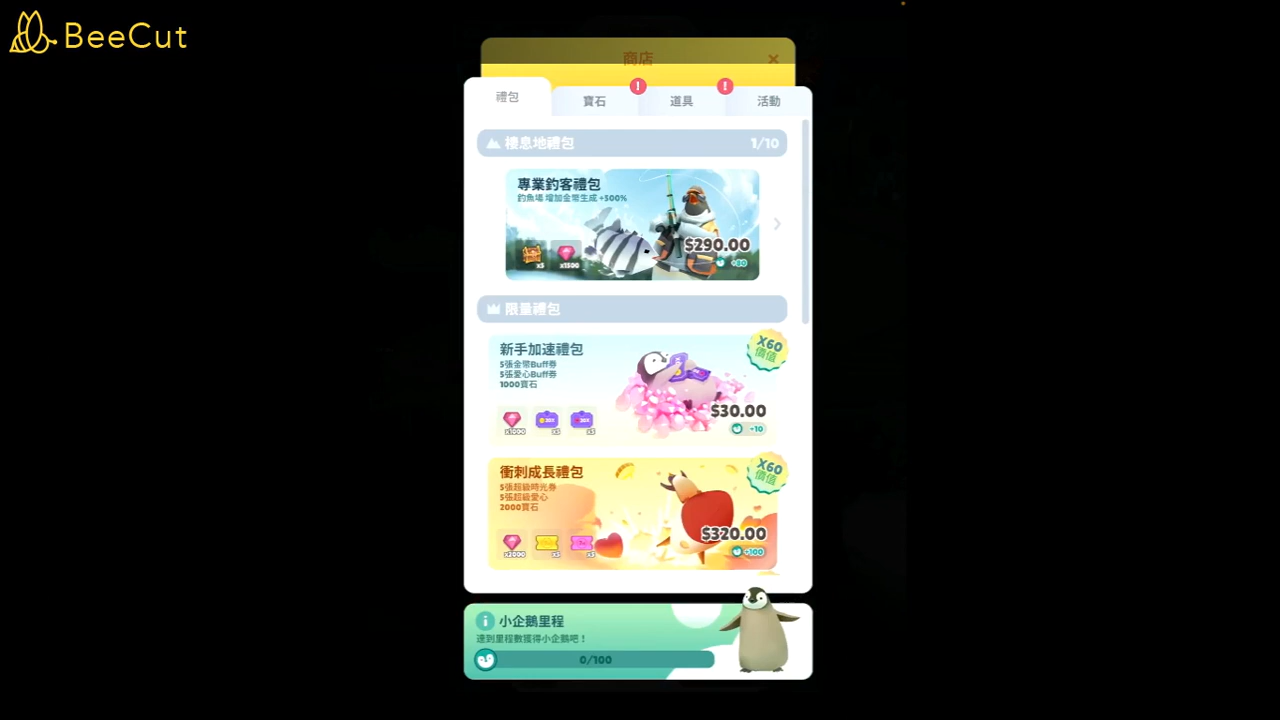 BeeCut
商店
禮包
寶石
道具
活動
棲息地禮包
1/10
專業釣客禮包
釣魚場 增加金幣生成 +500%
x5
x1500
$290.00
+80
限量禮包
新手加速禮包
5張金幣Buff券
5張愛心Buff券
1000寶石
X60
價值
x1000
x5
x5
$30.00
+10
衝刺成長禮包
5張超級時光券
5張超級愛心
2000寶石
X60
價值
x2000
x5
x5
$320.00
+100
小企鵝里程
達到里程數獲得小企鵝吧！
0/100